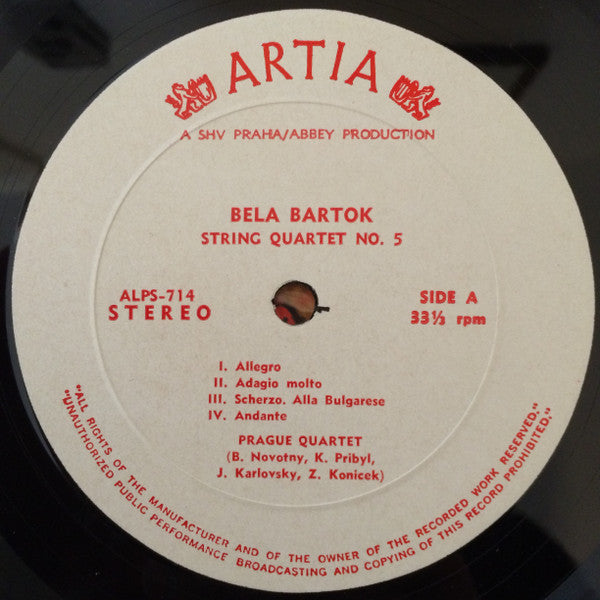 ARTIA
A SHV PRAHA/ABBEY PRODUCTION
BELA BARTOK
STRING QUARTET NO. 5
ALPS-714
STEREO
SIDE A
33⅓ rpm
I. Allegro
II. Adagio molto
III. Scherzo. Alla Bulgarese
IV. Andante
PRAGUE QUARTET
(B. Novotny, K. Pribyl,
J. Karlovsky, Z. Konicek)
"ALL RIGHTS OF THE MANUFACTURER AND OF THE OWNER OF THE RECORDED WORK RESERVED."
"UNAUTHORIZED PUBLIC PERFORMANCE BROADCASTING AND COPYING OF THIS RECORD PROHIBITED."